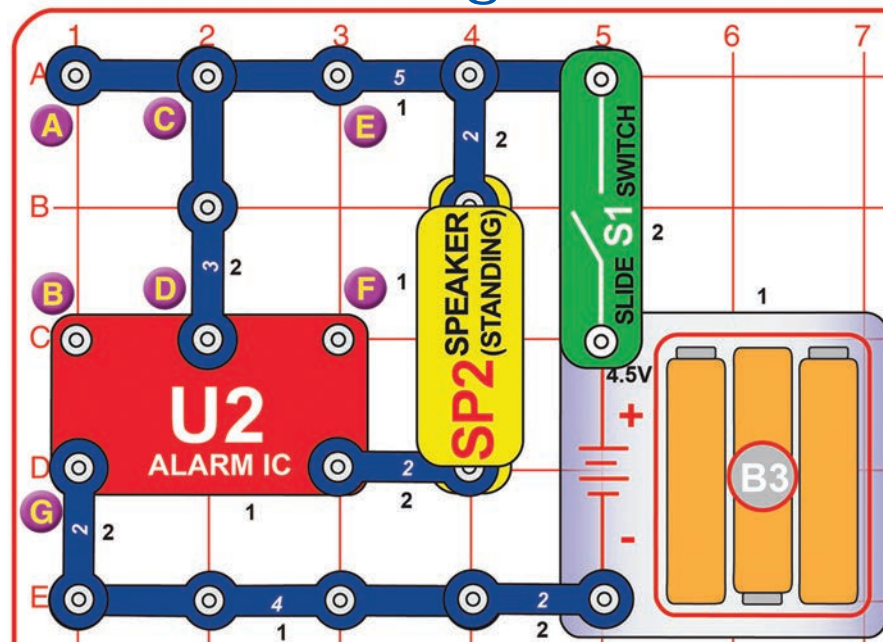 g
1 2 3 4 5 6 7
A
5
1
A C E
2 2
B
3 2
1
SPEAKER
(STANDING)
SP2
SLIDE S1 SWITCH
2
B D F
1
C
4.5V
+
U2
ALARM IC
D
2
2
B3
G
1
2 2
-
E
4
1
2
2